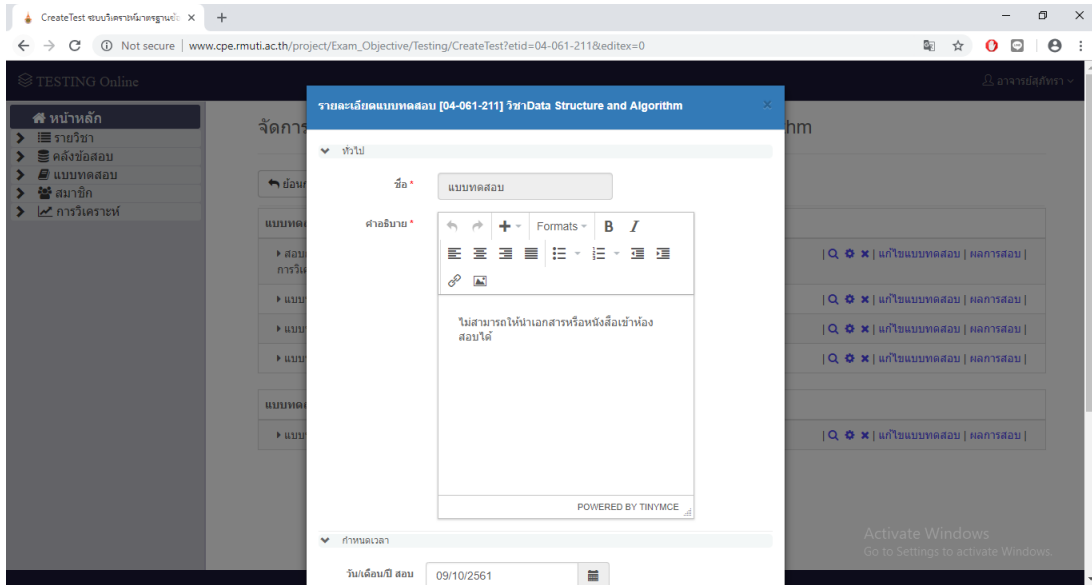 CreateTest ระบบวิเคราะห์มาตรฐานข้อ
Not secure | www.cpe.rmuti.ac.th/project/Exam_Objective/Testing/CreateTest?etid=04-061-211&editex=0
TESTING Online
อาจารย์สุภัทรา
หน้าหลัก
รายวิชา
คลังข้อสอบ
แบบทดสอบ
สมาชิก
การวิเคราะห์
จัดการ
hm
ย้อนก
รายละเอียดแบบทดสอบ [04-061-211] วิชาData Structure and Algorithm
ทั่วไป
ชื่อ *
แบบทดสอบ
คำอธิบาย *
Formats
B I
ไม่สามารถให้นำเอกสารหรือหนังสือเข้าห้อง
สอบได้
POWERED BY TINYMCE
กำหนดเวลา
วัน/เดือน/ปี สอบ
09/10/2561
แบบทด
สอบ
การวิเ
| แก้ไขแบบทดสอบ | ผลการสอบ |
แบบ
| แก้ไขแบบทดสอบ | ผลการสอบ |
แบบ
| แก้ไขแบบทดสอบ | ผลการสอบ |
แบบ
| แก้ไขแบบทดสอบ | ผลการสอบ |
แบบทด
แบบ
| แก้ไขแบบทดสอบ | ผลการสอบ |
Activate Windows
Go to Settings to activate Windows.